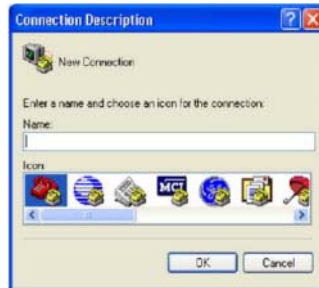 Connection Description
New Connection
Enter a name and choose an icon for the connection:
Name:
Icon:
MCI
OK
Cancel